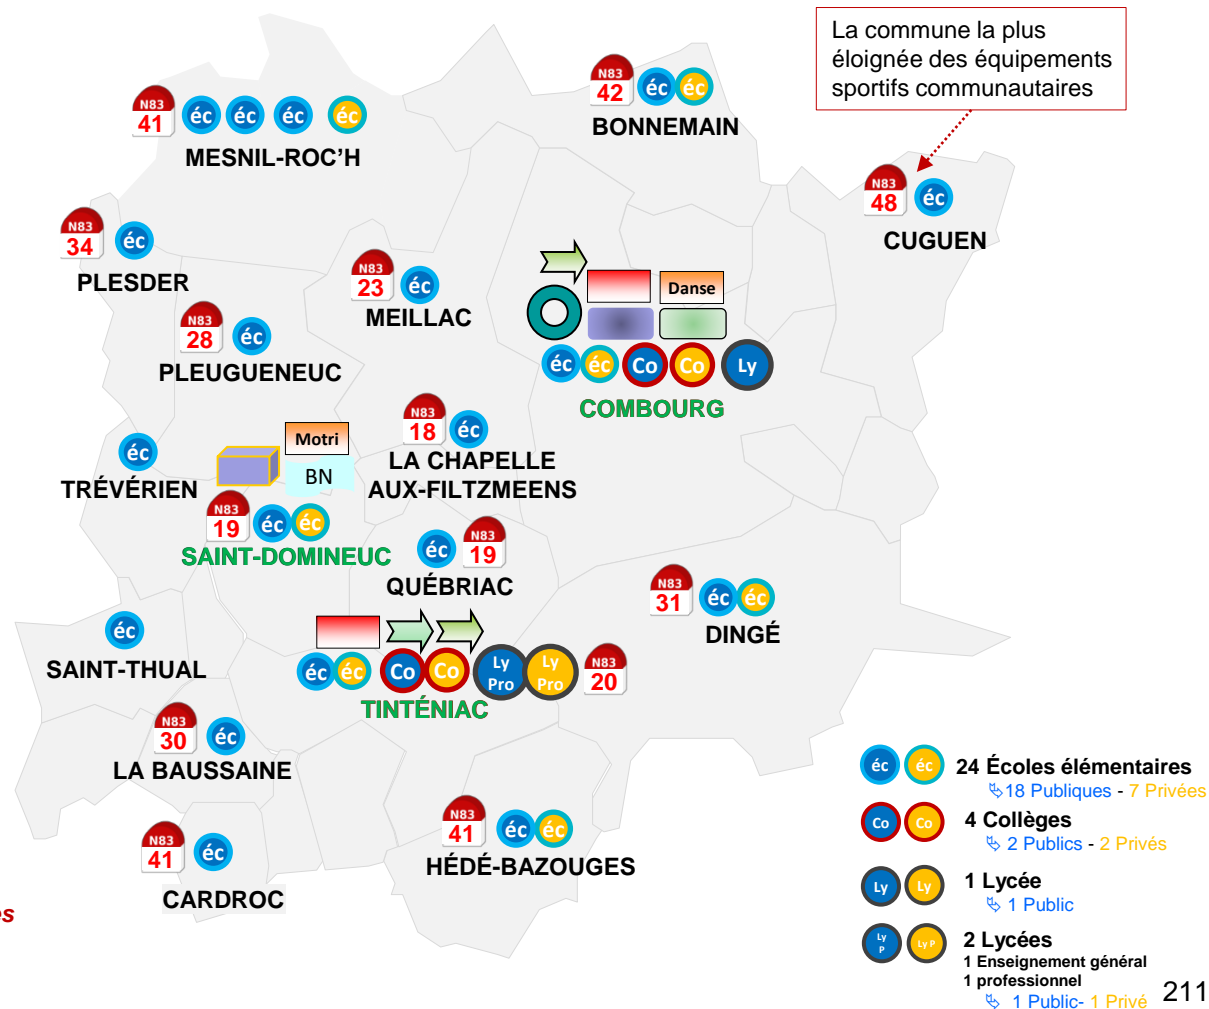 La commune la plus
éloignée des équipements
sportifs communautaires
N83
41
éc éc éc éc
MESNIL-ROC'H
N83
42
éc éc
BONNEMAIN
N83
48
éc
CUGUEN
N83
34
éc
PLESDER
N83
23
éc
MEILLAC
Danse
éc éc Co Co Ly
COMBOURG
N83
28
éc
PLEUGUENEUC
N83
18
éc
LA CHAPELLE
AUX-FILTZMEENS
éc
TRÉVÉRIEN
Motri
BN
N83
19
éc éc
SAINT-DOMINEUC
éc
N83
19
QUÉBRIAC
N83
31
éc éc
DINGÉ
éc
SAINT-THUAL
éc éc Co Co
Ly
Pro
Ly
Pro
N83
20
TINTÉNIAC
N83
30
éc
LA BAUSSAINE
N83
41
éc éc
HÉDÉ-BAZOUGES
N83
41
éc
CARDROC
es
éc éc 24 Écoles élémentaires
18 Publiques - 7 Privées
Co Co 4 Collèges
2 Publics - 2 Privés
Ly Ly 1 Lycée
1 Public
Ly
P
Ly P
2 Lycées
1 Enseignement général
1 professionnel
1 Public- 1 Privé
211